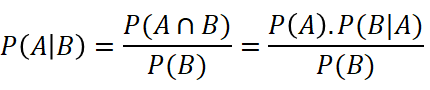 P(A|B) = P(A ∩ B) / P(B) = P(A).P(B|A) / P(B)